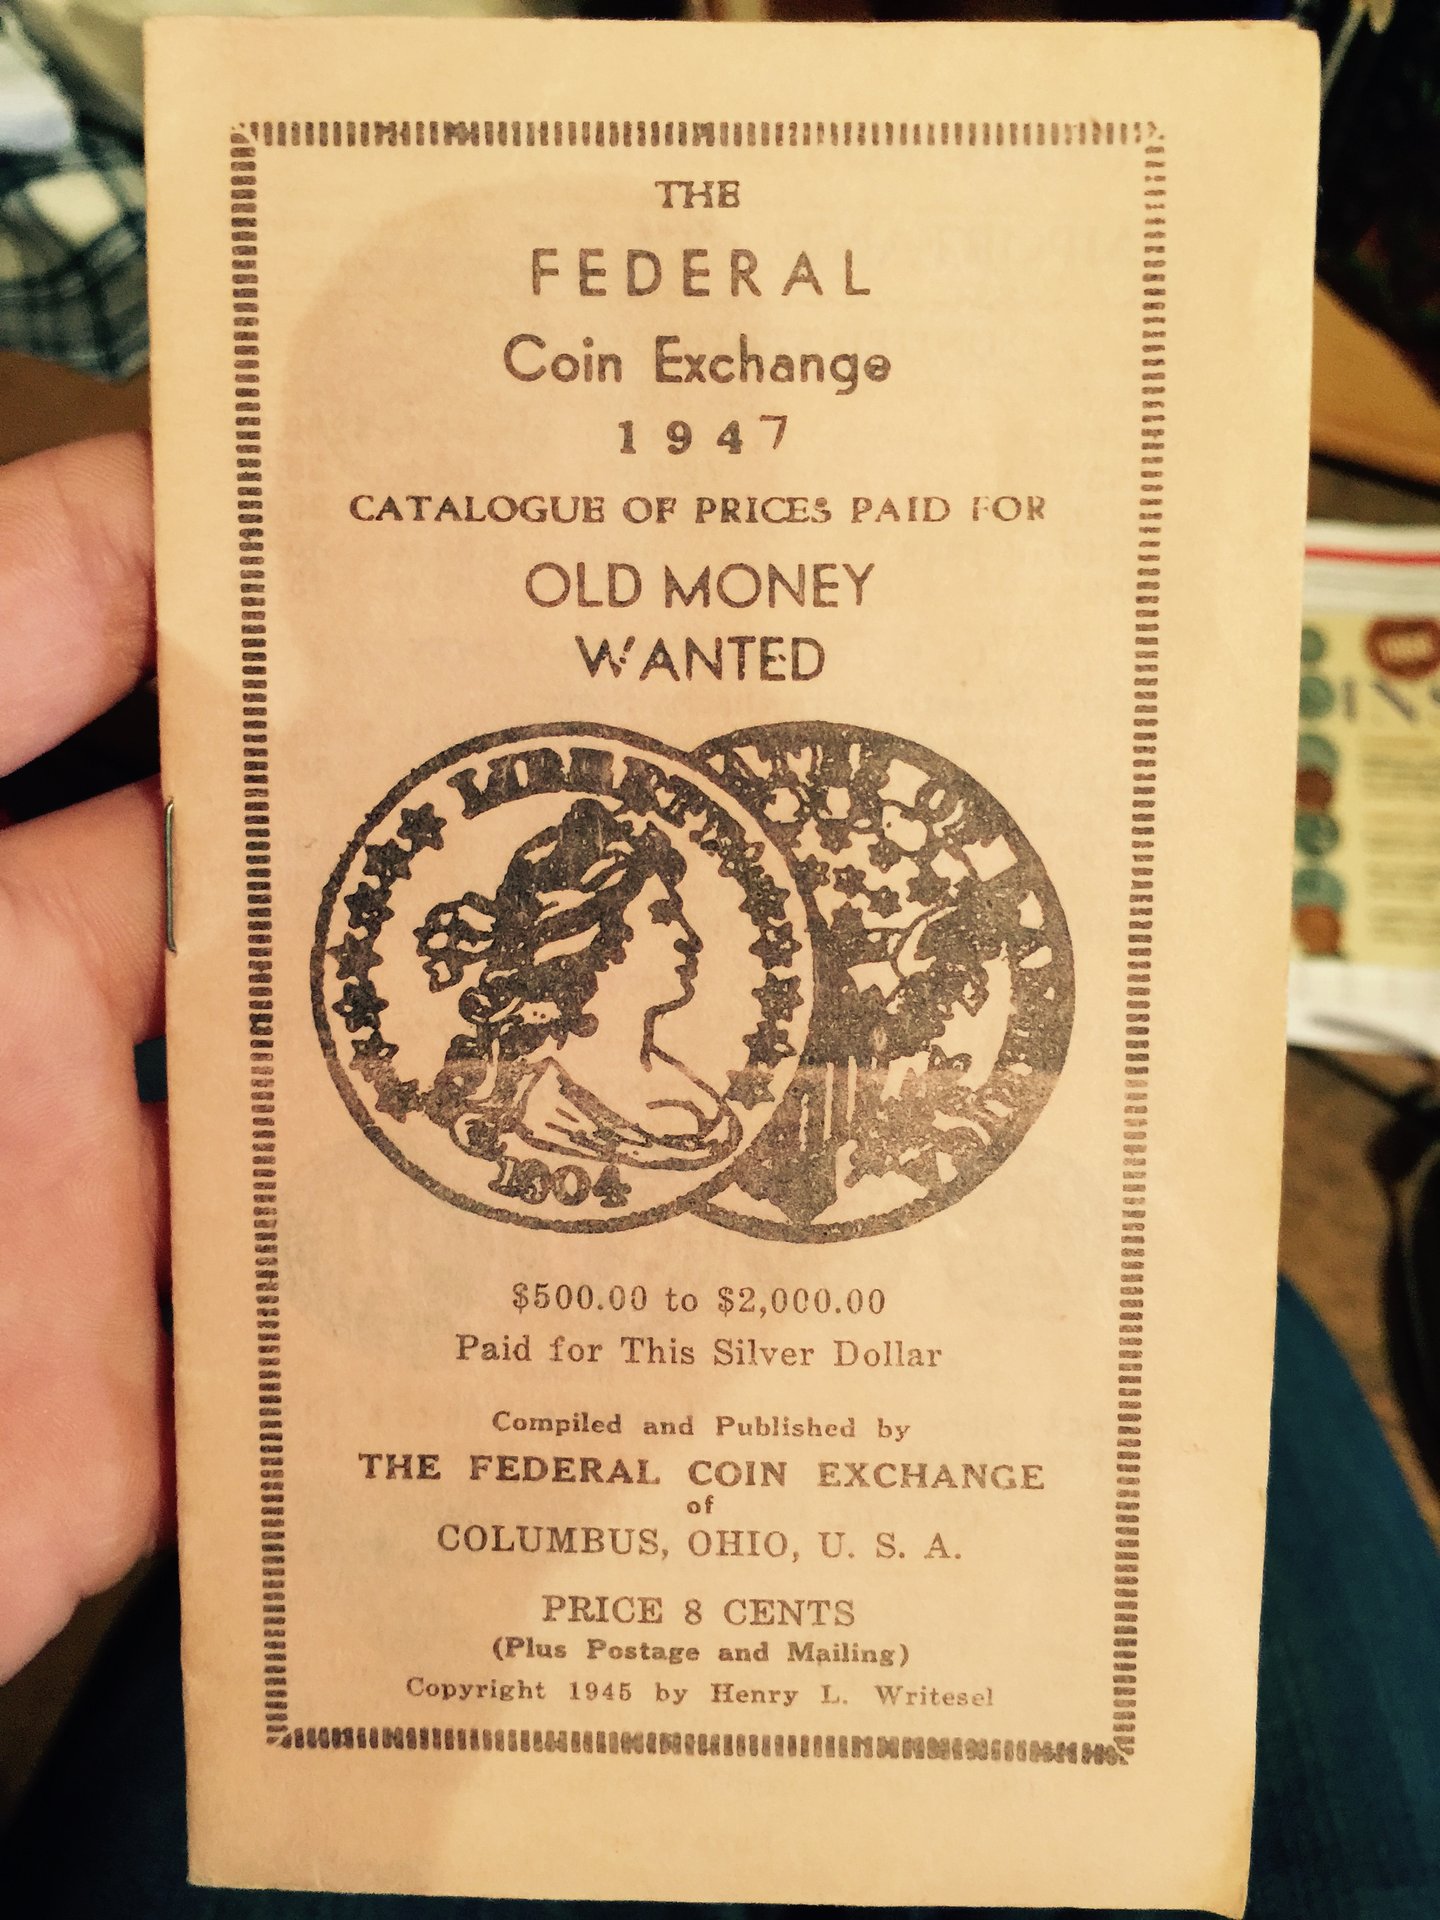 THE
FEDERAL
Coin Exchange
1947
CATALOGUE OF PRICES PAID FOR
OLD MONEY
WANTED
LIBERTY
1904
$500.00 to $2,000.00
Paid for This Silver Dollar
Compiled and Published by
THE FEDERAL COIN EXCHANGE
of
COLUMBUS, OHIO, U. S. A.
PRICE 8 CENTS
(Plus Postage and Mailing)
Copyright 1945 by Henry L. Writesel